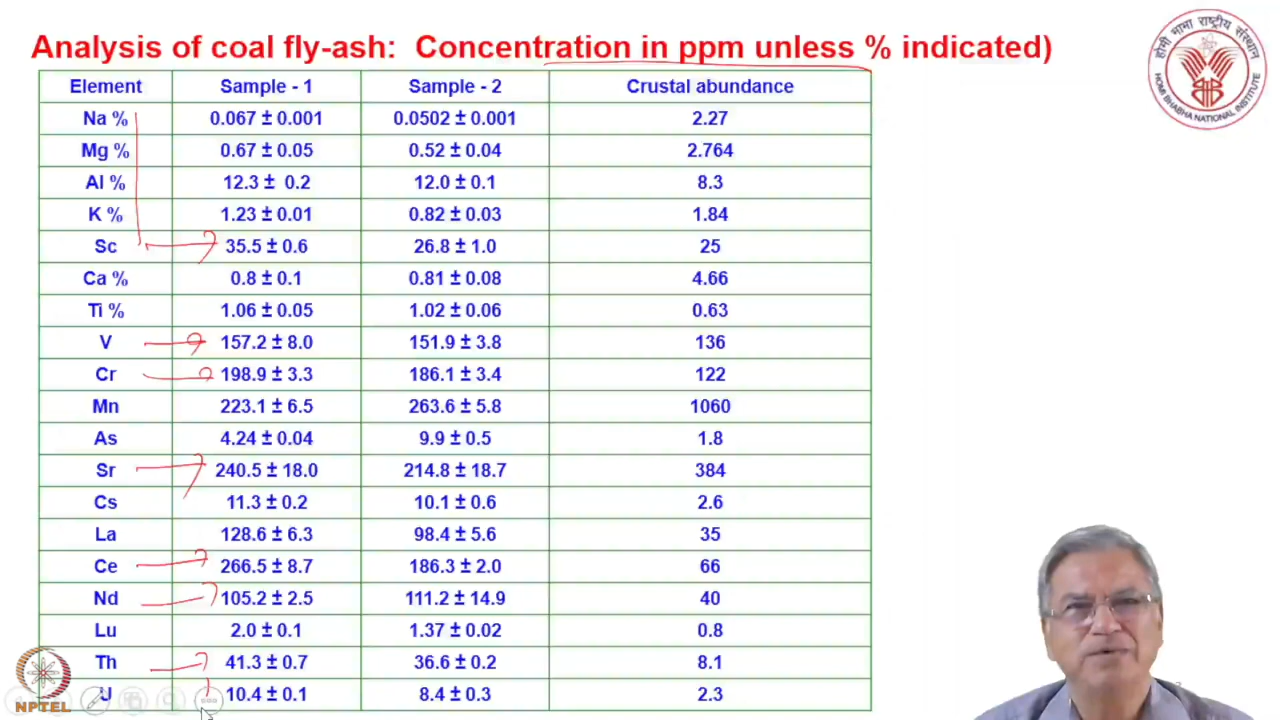 Analysis of coal fly-ash: Concentration in ppm unless % indicated)
होमी भाभा राष्ट्रीय संस्थान
HOMI BHABHA NATIONAL INSTITUTE
Element Sample - 1 Sample - 2 Crustal abundance
Na % 0.067 ± 0.001 0.0502 ± 0.001 2.27
Mg % 0.67 ± 0.05 0.52 ± 0.04 2.764
Al % 12.3 ± 0.2 12.0 ± 0.1 8.3
K % 1.23 ± 0.01 0.82 ± 0.03 1.84
Sc 35.5 ± 0.6 26.8 ± 1.0 25
Ca % 0.8 ± 0.1 0.81 ± 0.08 4.66
Ti % 1.06 ± 0.05 1.02 ± 0.06 0.63
V 157.2 ± 8.0 151.9 ± 3.8 136
Cr 198.9 ± 3.3 186.1 ± 3.4 122
Mn 223.1 ± 6.5 263.6 ± 5.8 1060
As 4.24 ± 0.04 9.9 ± 0.5 1.8
Sr 240.5 ± 18.0 214.8 ± 18.7 384
Cs 11.3 ± 0.2 10.1 ± 0.6 2.6
La 128.6 ± 6.3 98.4 ± 5.6 35
Ce 266.5 ± 8.7 186.3 ± 2.0 66
Nd 105.2 ± 2.5 111.2 ± 14.9 40
Lu 2.0 ± 0.1 1.37 ± 0.02 0.8
Th 41.3 ± 0.7 36.6 ± 0.2 8.1
U 10.4 ± 0.1 8.4 ± 0.3 2.3
NPTEL